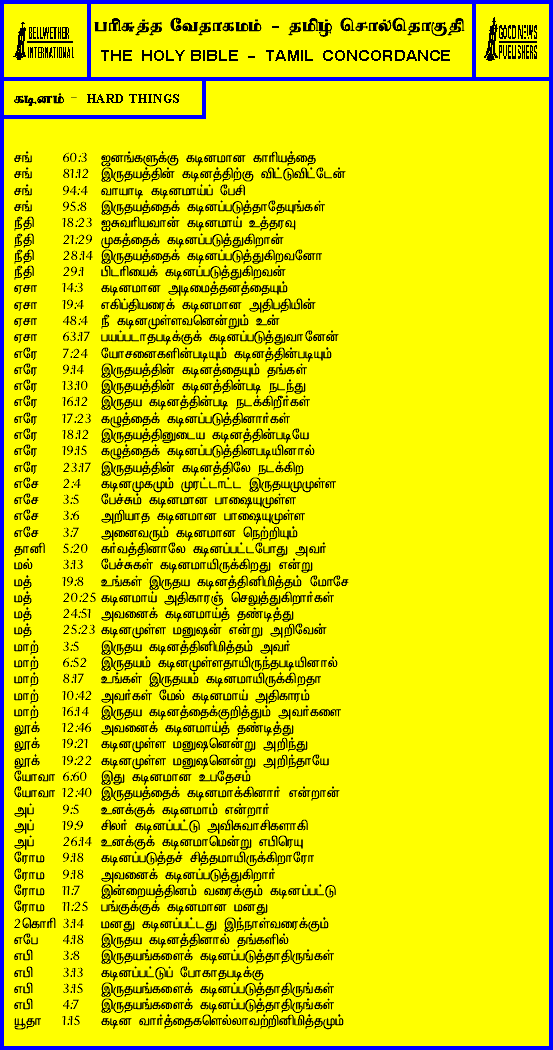 BELLWETHER INTERNATIONAL
பரிசுத்த வேதாகமம் - தமிழ் சொல்தொகுதி
THE HOLY BIBLE - TAMIL CONCORDANCE
GOOD NEWS PUBLISHERS
கடினம் - HARD THINGS
சங் 60:3 ஜனங்களுக்கு கடினமான காரியத்தை
சங் 81:12 இருதயத்தின் கடினத்திற்கு விட்டுவிட்டேன்
சங் 94:4 வாயாடி கடினமாய்ப் பேசி
சங் 95:8 இருதயத்தைக் கடினப்படுத்தாதேயுங்கள்
நீதி 18:23 ஐசுவரியவான் கடினமாய் உத்தரவு
நீதி 21:29 முகத்தைக் கடினப்படுத்துகிறான்
நீதி 28:14 இருதயத்தைக் கடினப்படுத்துகிறவனோ
நீதி 29:1 பிடரியைக் கடினப்படுத்துகிறவன்
ஏசா 14:3 கடினமான அடிமைத்தனத்தையும்
ஏசா 19:4 எகிப்தியரைக் கடினமான அதிபதியின்
ஏசா 48:4 நீ கடினமுள்ளவனென்றும் உன்
ஏசா 63:17 பயப்படாதபடிக்குக் கடினப்படுத்துவானேன்
எரே 7:24 யோசனைகளின்படியும் கடினத்தின்படியும்
எரே 9:14 இருதயத்தின் கடினத்தையும் தங்கள்
எரே 13:10 இருதயத்தின் கடினத்தின்படி நடந்து
எரே 16:12 இருதய கடினத்தின்படி நடக்கிறீர்கள்
எரே 17:23 கழுத்தைக் கடினப்படுத்தினார்கள்
எரே 18:12 இருதயத்தினுடைய கடினத்தின்படியே
எரே 19:15 கழுத்தைக் கடினப்படுத்தினபடியினால்
எரே 23:17 இருதயத்தின் கடினத்திலே நடக்கிற
எசே 2:4 கடினமுகமும் முரட்டாட்ட இருதயமுமுள்ள
எசே 3:5 பேச்சும் கடினமான பாஷையுமுள்ள
எசே 3:6 அறியாத கடினமான பாஷையுமுள்ள
எசே 3:7 அனைவரும் கடினமான நெற்றியும்
தானி 5:20 கர்வத்தினாலே கடினப்பட்டபோது அவர்
மல் 3:13 பேச்சுகள் கடினமாயிருக்கிறது என்று
மத் 19:8 உங்கள் இருதய கடினத்தினிமித்தம் மோசே
மத் 20:25 கடினமாய் அதிகாரஞ் செலுத்துகிறார்கள்
மத் 24:51 அவனைக் கடினமாய்த் தண்டித்து
மத் 25:23 கடினமுள்ள மனுஷன் என்று அறிவேன்
மாற் 3:5 இருதய கடினத்தினிமித்தம் அவர்
மாற் 6:52 இருதயம் கடினமுள்ளதாயிருந்தபடியினால்
மாற் 8:17 உங்கள் இருதயம் கடினமாயிருக்கிறதா
மாற் 10:42 அவர்கள் மேல் கடினமாய் அதிகாரம்
மாற் 16:14 இருதய கடினத்தைக்குறித்தும் அவர்களை
லூக் 12:46 அவனைக் கடினமாய்த் தண்டித்து
லூக் 19:21 கடினமுள்ள மனுஷனென்று அறிந்து
லூக் 19:22 கடினமுள்ள மனுஷனென்று அறிந்தாயே
யோவா 6:60 இது கடினமான உபதேசம்
யோவா 12:40 இருதயத்தைக் கடினமாக்கினார் என்றான்
அப் 9:5 உனக்குக் கடினமாம் என்றார்
அப் 19:9 சிலர் கடினப்பட்டு அவிசுவாசிகளாகி
அப் 26:14 உனக்குக் கடினமாமென்று எபிரெயு
ரோம 9:18 கடினப்படுத்தச் சித்தமாயிருக்கிறாரோ
ரோம 9:18 அவனைக் கடினப்படுத்துகிறார்
ரோம 11:7 இன்றையத்தினம் வரைக்கும் கடினப்பட்டு
ரோம 11:25 பங்குக்குக் கடினமான மனது
2கொரி 3:14 மனது கடினப்பட்டது இந்நாள்வரைக்கும்
எபே 4:18 இருதய கடினத்தினால் தங்களில்
எபி 3:8 இருதயங்களைக் கடினப்படுத்தாதிருங்கள்
எபி 3:13 கடினப்பட்டுப் போகாதபடிக்கு
எபி 3:15 இருதயங்களைக் கடினப்படுத்தாதிருங்கள்
எபி 4:7 இருதயங்களைக் கடினப்படுத்தாதிருங்கள்
யூதா 1:15 கடின வார்த்தைகளெல்லாவற்றினிமித்தமும்